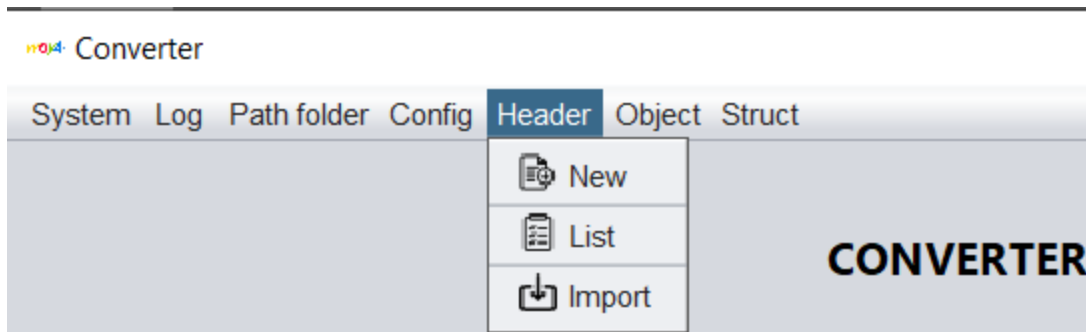 Converter
System Log Path folder Config Header Object Struct
New
List
CONVERTER
Import